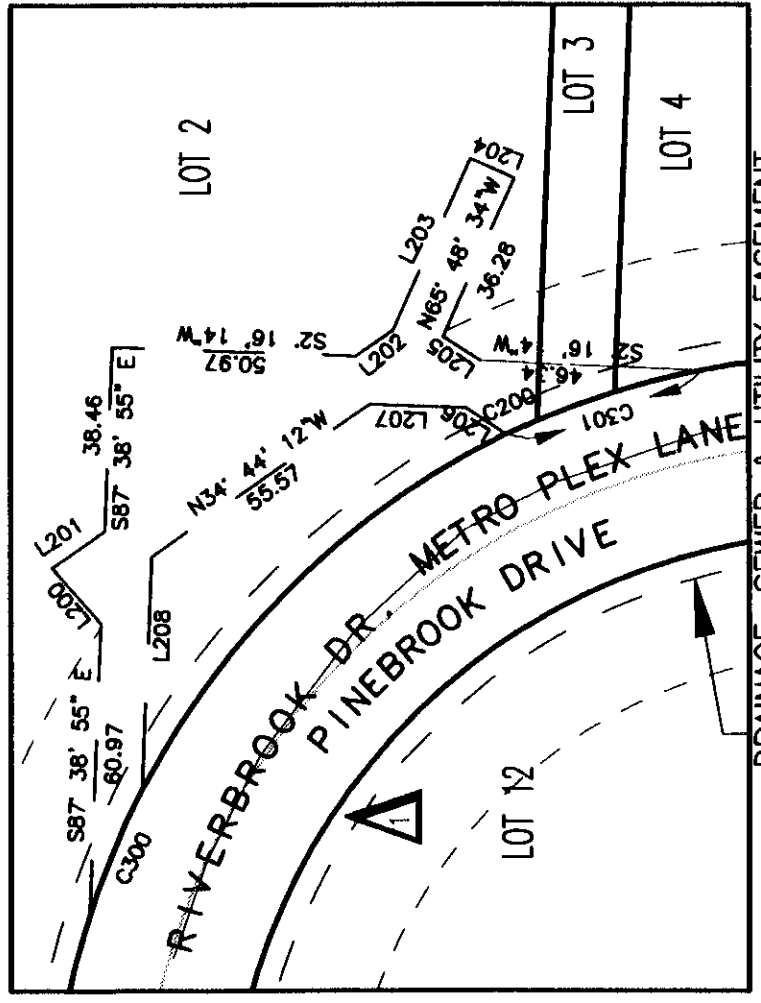 LOT 2
LOT 3
LOT 4
L201
L200
38.46
S87° 38' 55" E
S87° 38' 55" E
60.97
L208
N34° 44' 12"W
55.57
S2° 16' 14"W
50.97
L202
L203
L204
N65° 48' 34"W
36.28
L205
S2° 16' 4"W
46.34
L207
L206
C200
C301
C300
RIVERBROOK DR.
METRO PLEX LANE
PINEBROOK DRIVE
1
LOT 12